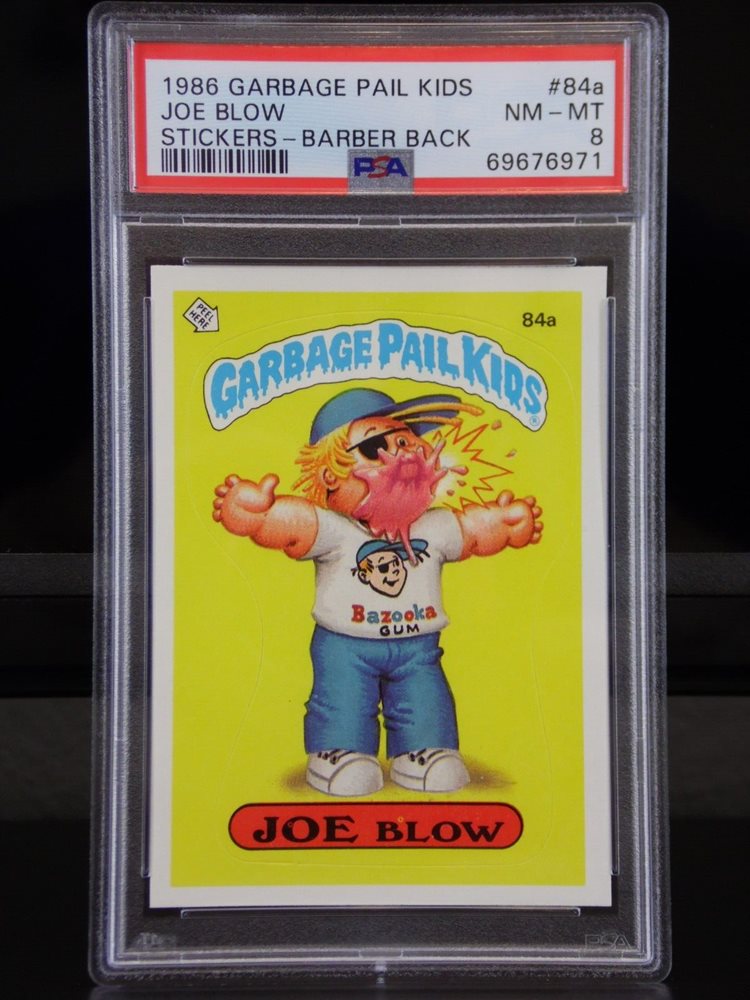 1986 GARBAGE PAIL KIDS #84a
JOE BLOW NM – MT
STICKERS – BARBER BACK 8
PSA 69676971
PEEL
HERE
84a
GARBAGE PAIL KIDS®
Bazooka
GUM
JOE BLOW
PSA